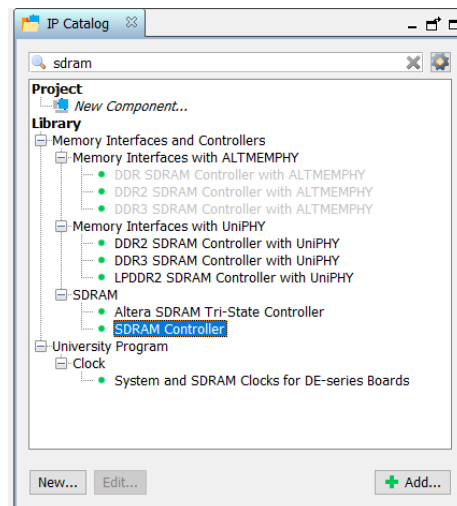 IP Catalog
sdram
Project
New Component...
Library
Memory Interfaces and Controllers
Memory Interfaces with ALTMEMPHY
DDR SDRAM Controller with ALTMEMPHY
DDR2 SDRAM Controller with ALTMEMPHY
DDR3 SDRAM Controller with ALTMEMPHY
Memory Interfaces with UniPHY
DDR2 SDRAM Controller with UniPHY
DDR3 SDRAM Controller with UniPHY
LPDDR2 SDRAM Controller with UniPHY
SDRAM
Altera SDRAM Tri-State Controller
SDRAM Controller
University Program
Clock
System and SDRAM Clocks for DE-series Boards
New... Edit... Add...